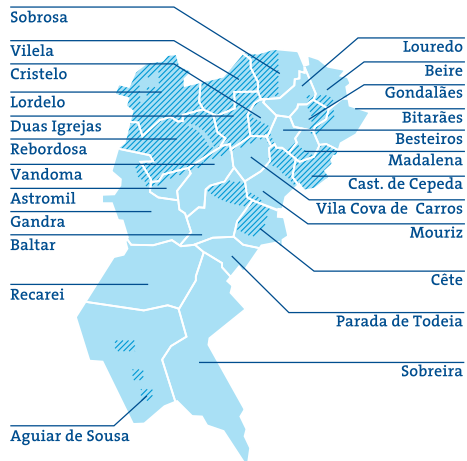 Sobrosa
Vilela
Cristelo
Lordelo
Duas Igrejas
Rebordosa
Vandoma
Astromil
Gandra
Baltar
Recarei
Aguiar de Sousa
Louredo
Beire
Gondalães
Bitarães
Besteiros
Madalena
Cast. de Cepeda
Vila Cova de Carros
Mouriz
Cête
Parada de Todeia
Sobreira